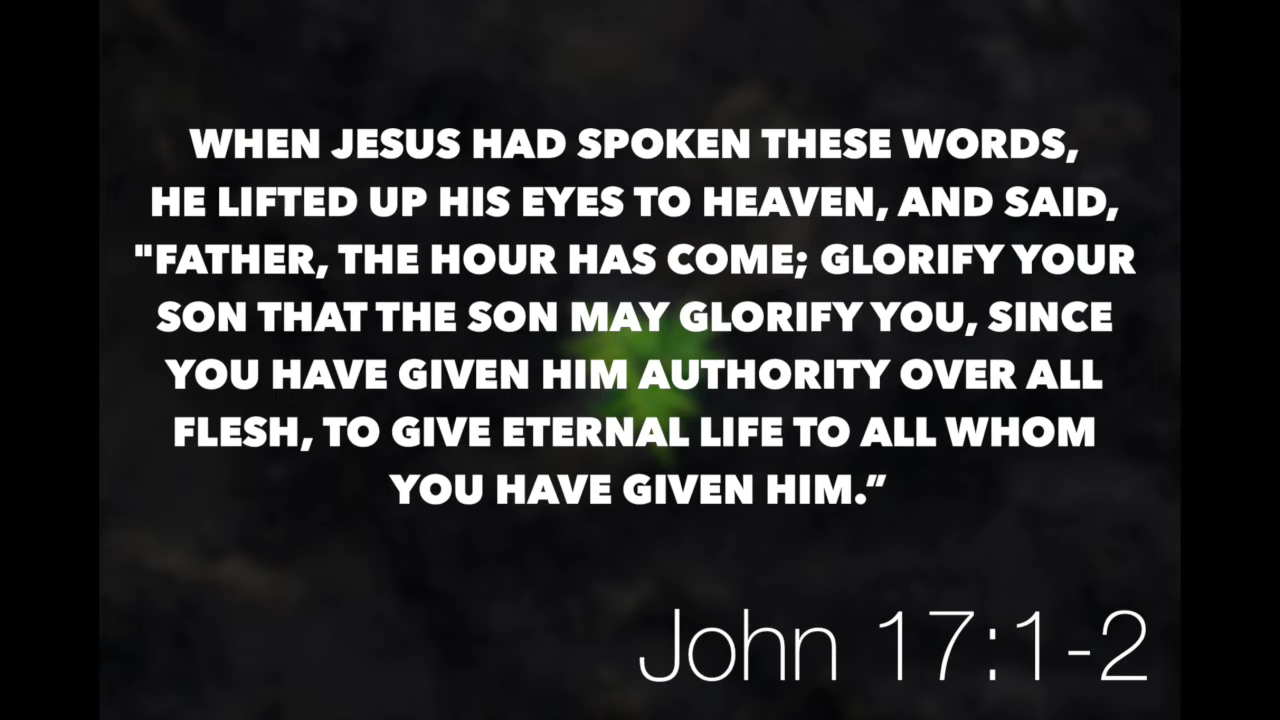 WHEN JESUS HAD SPOKEN THESE WORDS,
HE LIFTED UP HIS EYES TO HEAVEN, AND SAID,
"FATHER, THE HOUR HAS COME; GLORIFY YOUR
SON THAT THE SON MAY GLORIFY YOU, SINCE
YOU HAVE GIVEN HIM AUTHORITY OVER ALL
FLESH, TO GIVE ETERNAL LIFE TO ALL WHOM
YOU HAVE GIVEN HIM.”
John 17:1-2